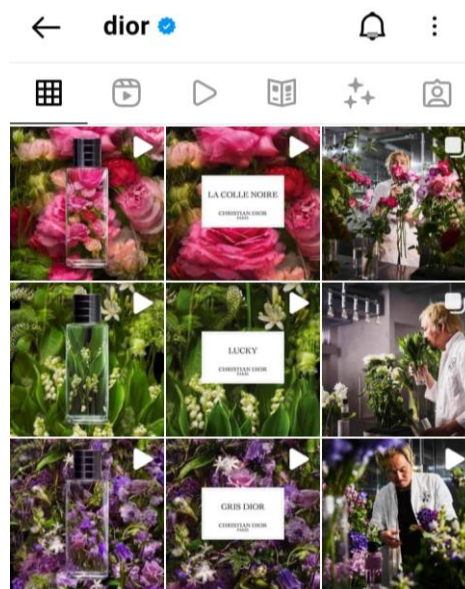 dior
LA COLLE NOIRE
CHRISTIAN DIOR
PARIS
LUCKY
CHRISTIAN DIOR
PARIS
GRIS DIOR
CHRISTIAN DIOR
PARIS